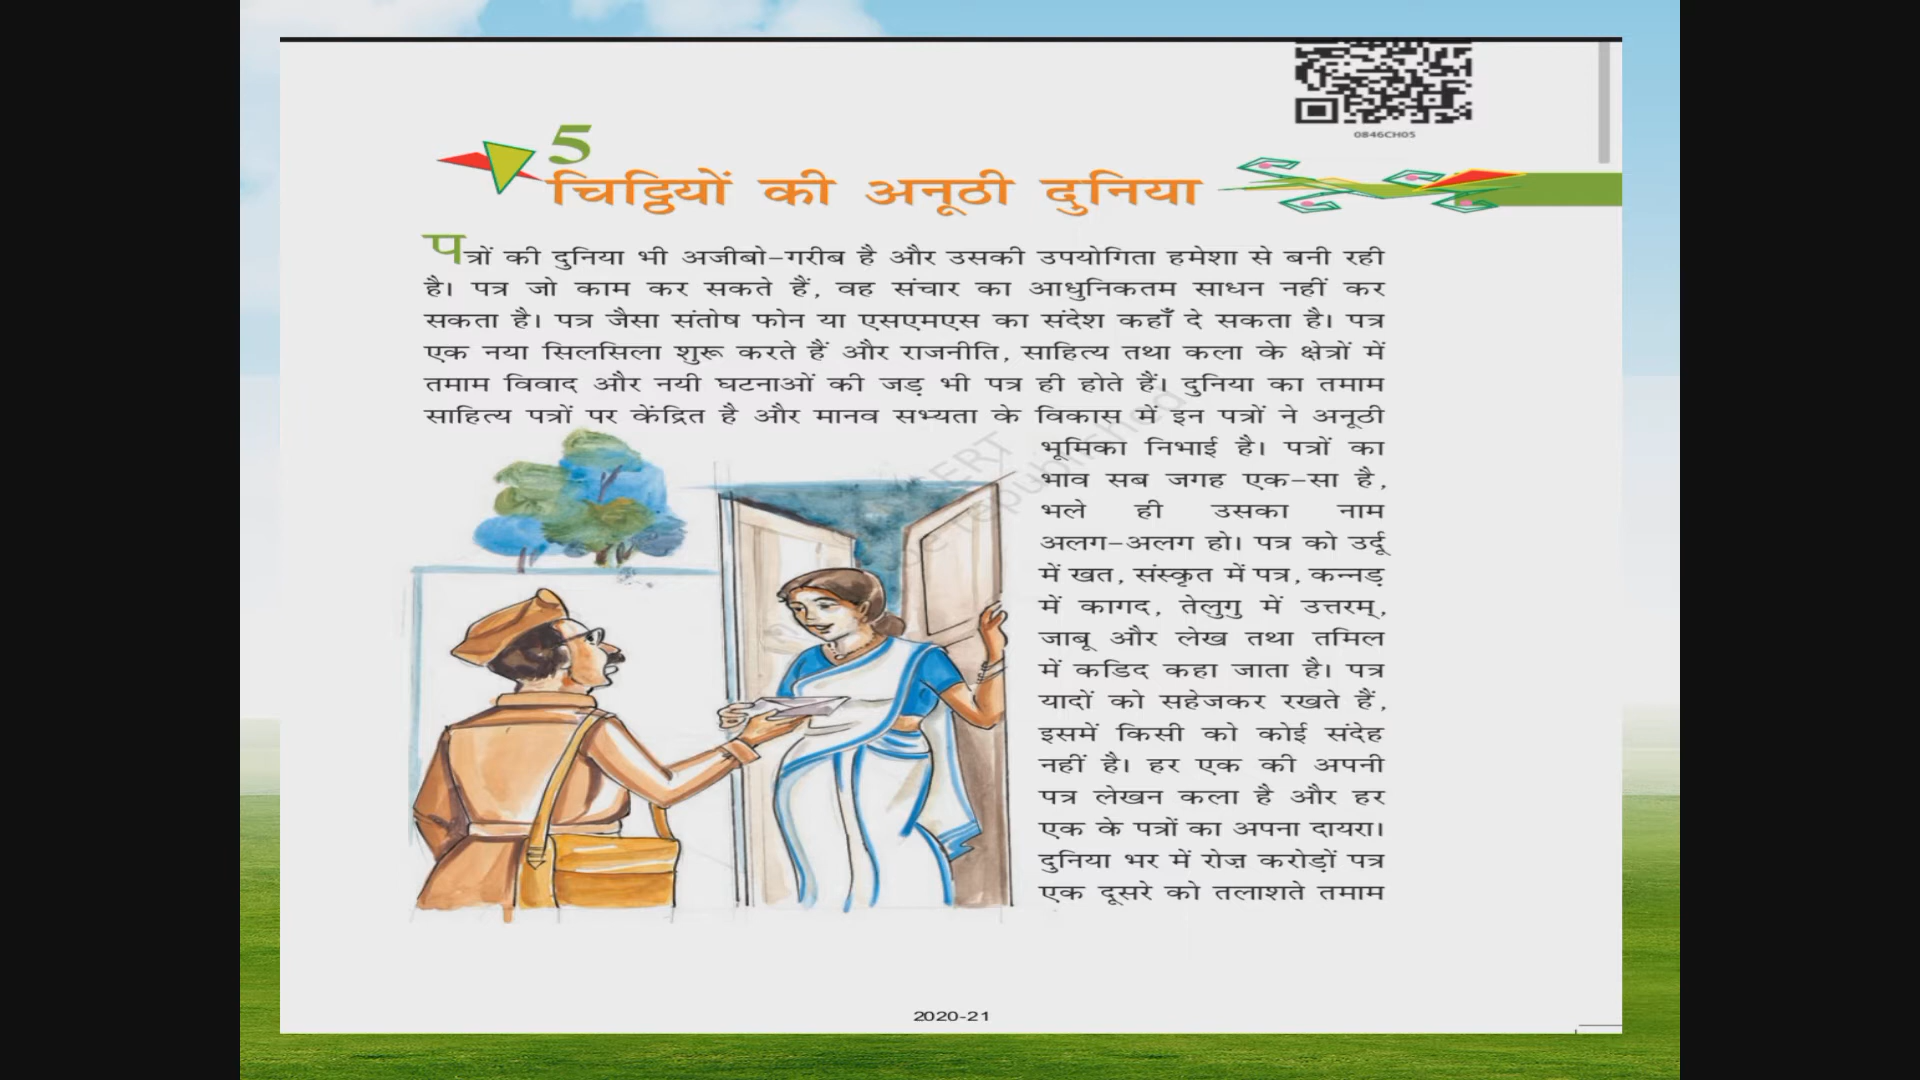 0846CH05
5
चिट्ठियों की अनूठी दुनिया
पत्रों की दुनिया भी अजीबो-गरीब है और उसकी उपयोगिता हमेशा से बनी रही
है। पत्र जो काम कर सकते हैं, वह संचार का आधुनिकतम साधन नहीं कर
सकता है। पत्र जैसा संतोष फोन या एसएमएस का संदेश कहाँ दे सकता है। पत्र
एक नया सिलसिला शुरू करते हैं और राजनीति, साहित्य तथा कला के क्षेत्रों में
तमाम विवाद और नयी घटनाओं की जड़ भी पत्र ही होते हैं। दुनिया का तमाम
साहित्य पत्रों पर केंद्रित है और मानव सभ्यता के विकास में इन पत्रों ने अनूठी
भूमिका निभाई है। पत्रों का
भाव सब जगह एक-सा है,
भले ही उसका नाम
अलग-अलग हो। पत्र को उर्दू
में खत, संस्कृत में पत्र, कन्नड़
में कागद, तेलुगु में उत्तरम्,
जाबू और लेख तथा तमिल
में कडिद कहा जाता है। पत्र
यादों को सहेजकर रखते हैं,
इसमें किसी को कोई संदेह
नहीं है। हर एक की अपनी
पत्र लेखन कला है और हर
एक के पत्रों का अपना दायरा।
दुनिया भर में रोज़ करोड़ों पत्र
एक दूसरे को तलाशते तमाम
2020-21